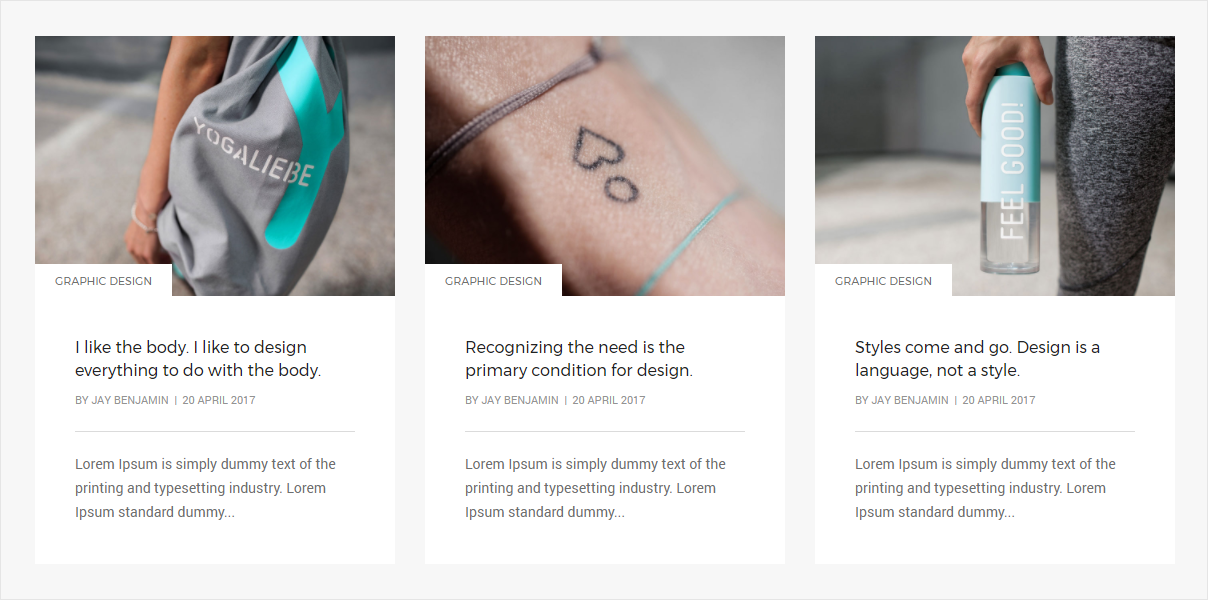 YOGALIEBE
GRAPHIC DESIGN
I like the body. I like to design
everything to do with the body.
BY JAY BENJAMIN | 20 APRIL 2017
Lorem Ipsum is simply dummy text of the
printing and typesetting industry. Lorem
Ipsum standard dummy...
GRAPHIC DESIGN
Recognizing the need is the
primary condition for design.
BY JAY BENJAMIN | 20 APRIL 2017
Lorem Ipsum is simply dummy text of the
printing and typesetting industry. Lorem
Ipsum standard dummy...
FEEL GOOD!
GRAPHIC DESIGN
Styles come and go. Design is a
language, not a style.
BY JAY BENJAMIN | 20 APRIL 2017
Lorem Ipsum is simply dummy text of the
printing and typesetting industry. Lorem
Ipsum standard dummy...